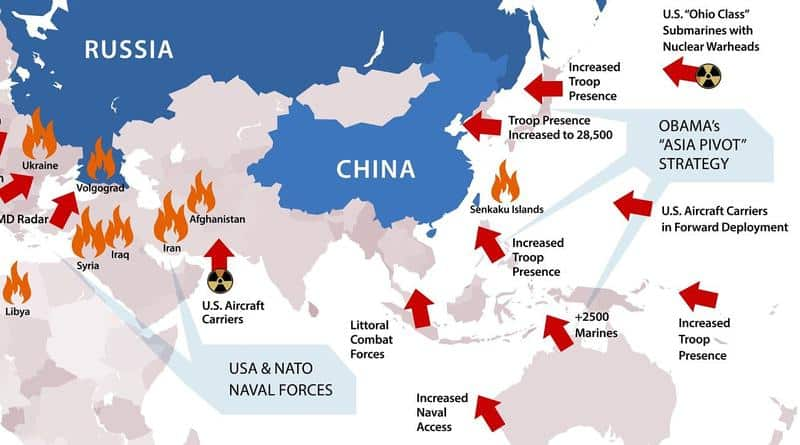 U.S. "Ohio Class"
Submarines with
Nuclear Warheads
RUSSIA
Increased
Troop
Presence
Troop Presence
Increased to 28,500
OBAMA's
"ASIA PIVOT"
STRATEGY
Ukraine
Volgograd
CHINA
MD Radar
Senkaku Islands
U.S. Aircraft Carriers
in Forward Deployment
Afghanistan
Iran
Iraq
Syria
Increased
Troop
Presence
Libya
U.S. Aircraft
Carriers
Littoral
Combat
Forces
+2500
Marines
Increased
Troop
Presence
USA & NATO
NAVAL FORCES
Increased
Naval
Access